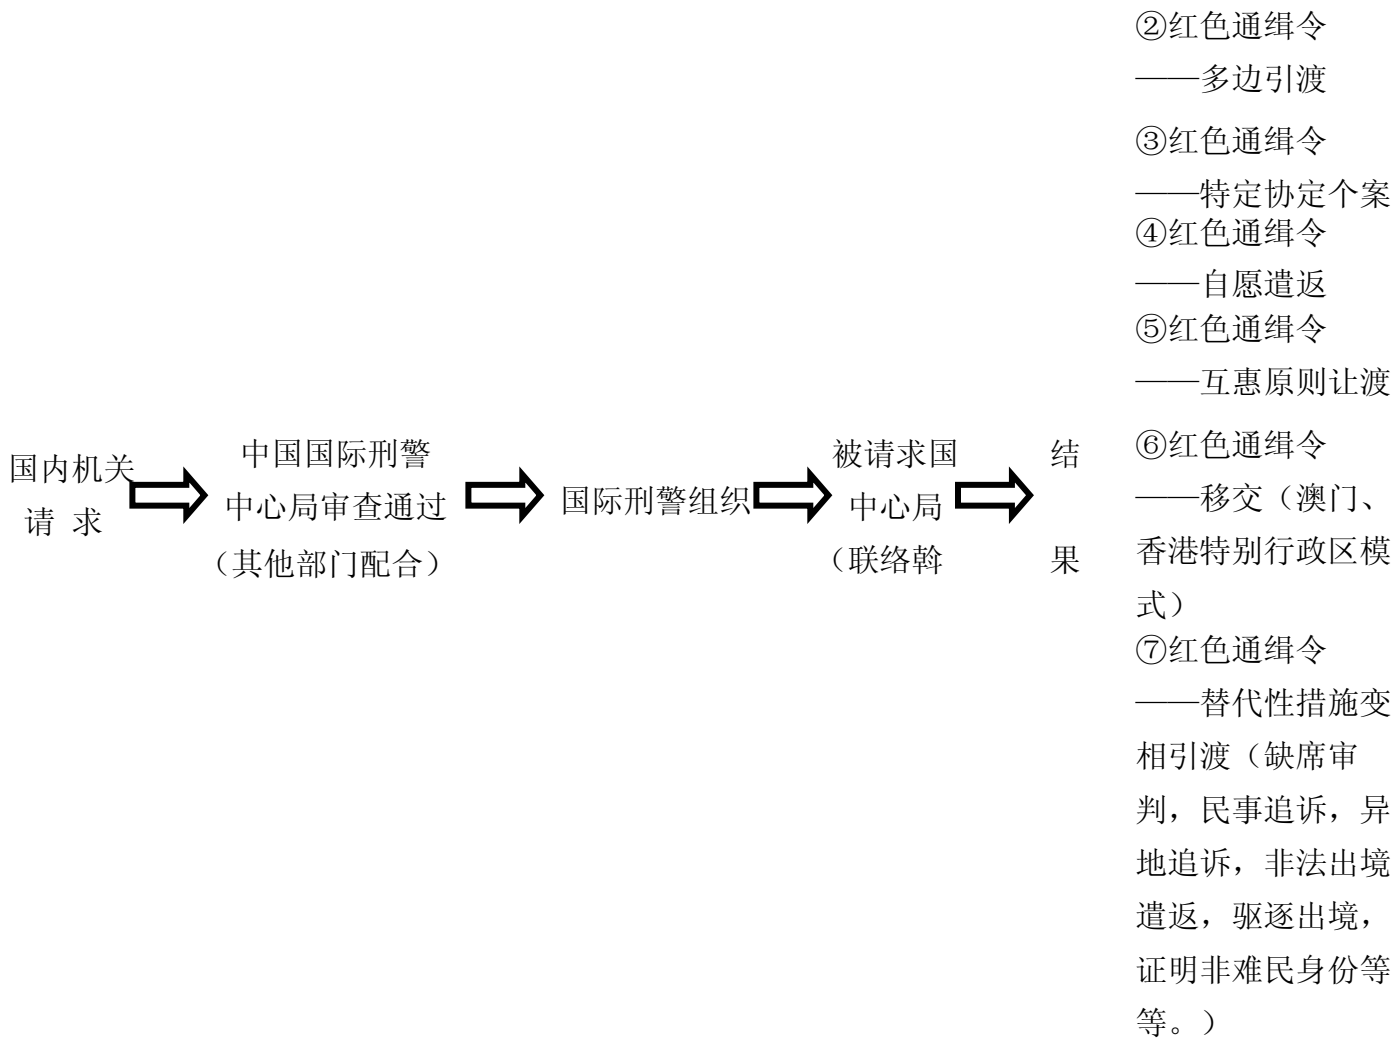 国内机关
请 求
中国国际刑警
中心局审查通过
（其他部门配合）
国际刑警组织
被请求国
中心局
（联络斡
结
果
②红色通缉令
——多边引渡
③红色通缉令
——特定协定个案
④红色通缉令
——自愿遣返
⑤红色通缉令
——互惠原则让渡
⑥红色通缉令
——移交（澳门、
香港特别行政区模
式）
⑦红色通缉令
——替代性措施变
相引渡（缺席审
判，民事追诉，异
地追诉，非法出境
遣返，驱逐出境，
证明非难民身份等
等。）